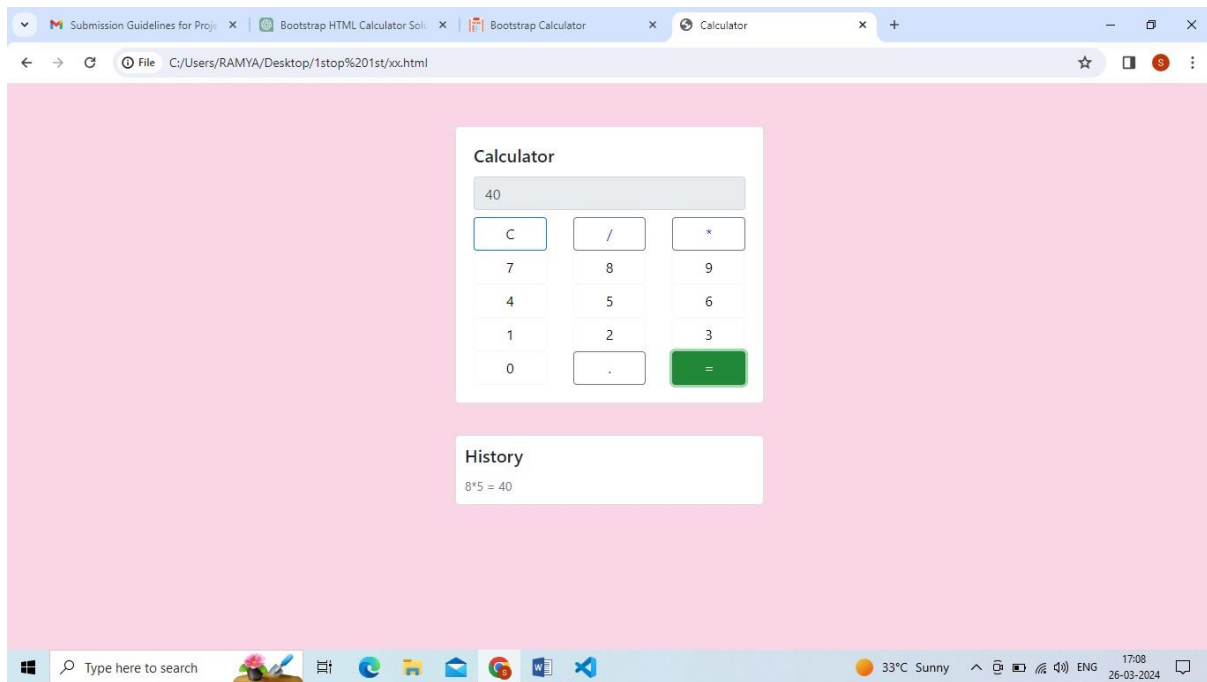 Submission Guidelines for Proje
Bootstrap HTML Calculator Solu
Bootstrap Calculator
Calculator
File C:/Users/RAMYA/Desktop/1stop%201st/xx.html
S
Calculator
40
C / *
7 8 9
4 5 6
1 2 3
0 . =
History
8*5 = 40
Type here to search
33°C Sunny
ENG
17:08
26-03-2024